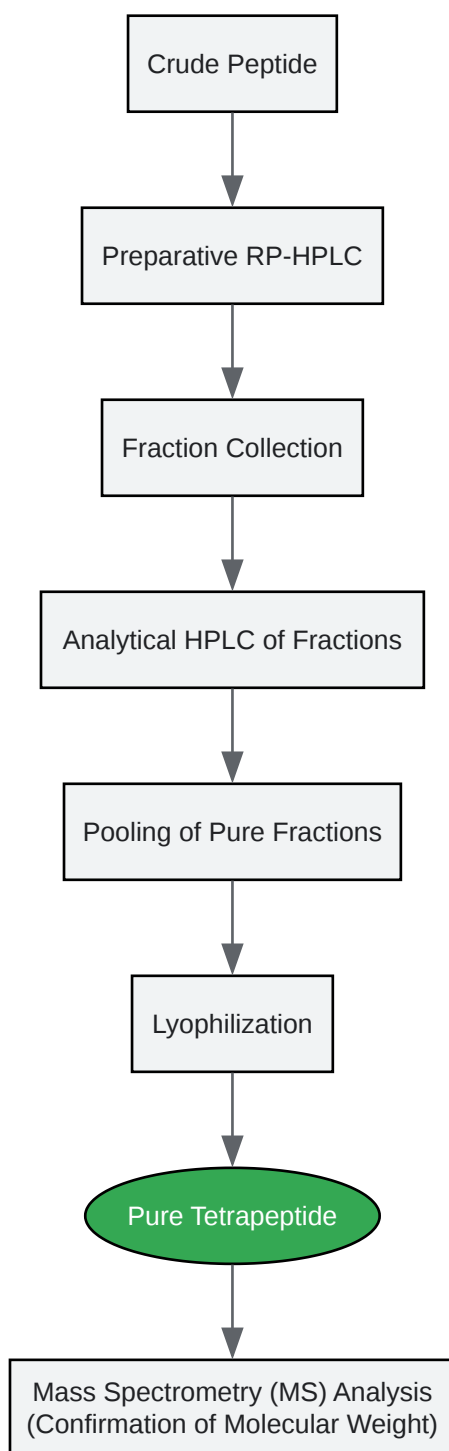 Crude Peptide
Preparative RP-HPLC
Fraction Collection
Analytical HPLC of Fractions
Pooling of Pure Fractions
Lyophilization
Pure Tetrapeptide
Mass Spectrometry (MS) Analysis
(Confirmation of Molecular Weight)